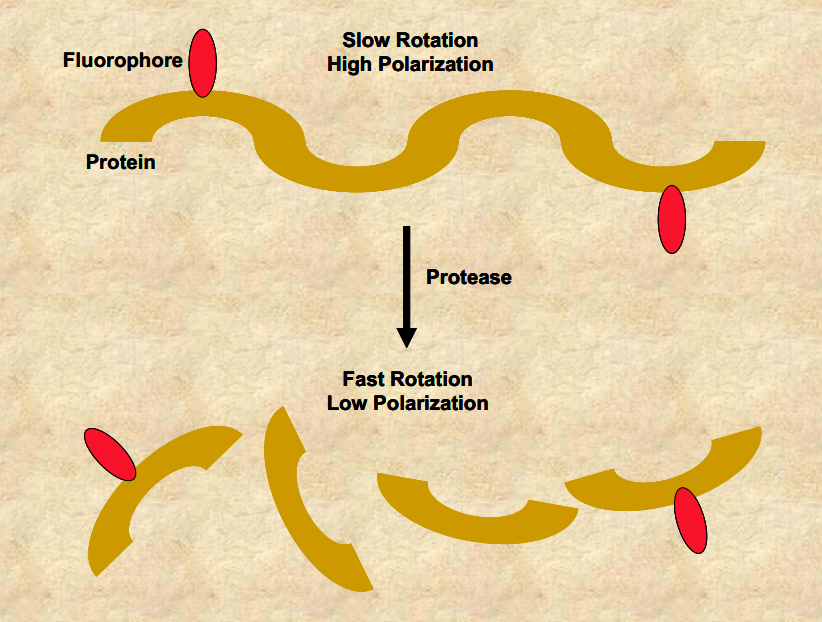 Fluorophore
Slow Rotation
High Polarization
Protein
Protease
Fast Rotation
Low Polarization